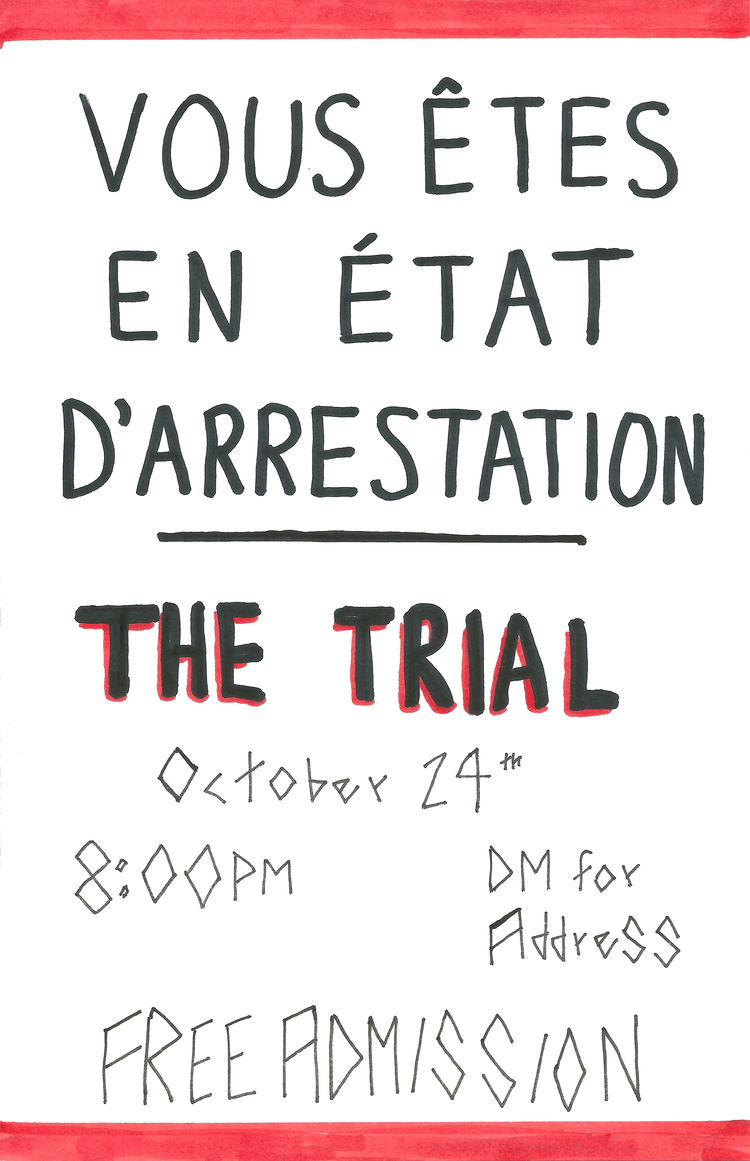 VOUS ÊTES
EN ÉTAT
D'ARRESTATION
THE TRIAL
October 24th
8:00PM
DM for
Address
FREE ADMISSION